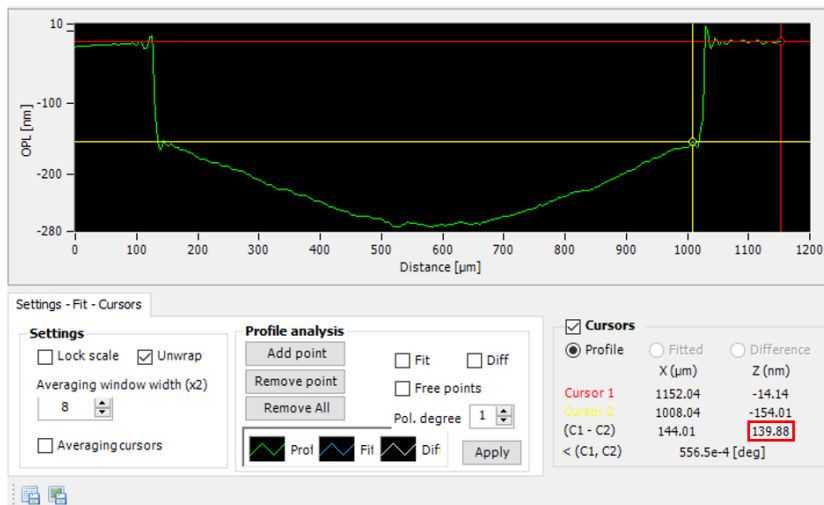 10
-100
-200
-280
OPL [nm]
0 100 200 300 400 500 600 700 800 900 1000 1100 1200
Distance [µm]
Settings - Fit - Cursors
Settings
Lock scale Unwrap
Averaging window width (x2)
8
Averaging cursors
Profile analysis
Add point
Remove point
Remove All
Fit Diff
Free points
Pol. degree 1
Prof Fit Diff
Apply
Cursors
Profile Fitted Difference
X (µm) Z (nm)
Cursor 1 1152.04 -14.14
Cursor 2 1008.04 -154.01
(C1 - C2) 144.01 139.88
< (C1, C2) 556.5e-4 [deg]